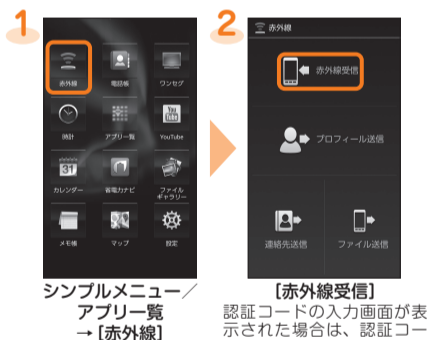 1
赤外線
電話帳
ワンセグ
時計
アプリ一覧
You Tube
YouTube
31
カレンダー
省電力ナビ
ファイル
ギャラリー
メモ帳
マップ
設定
シンプルメニュー／
アプリ一覧
→[赤外線]
2
赤外線
赤外線受信
プロフィール送信
連絡先送信
ファイル送信
[赤外線受信]
認証コードの入力画面が表
示された場合は、認証コー